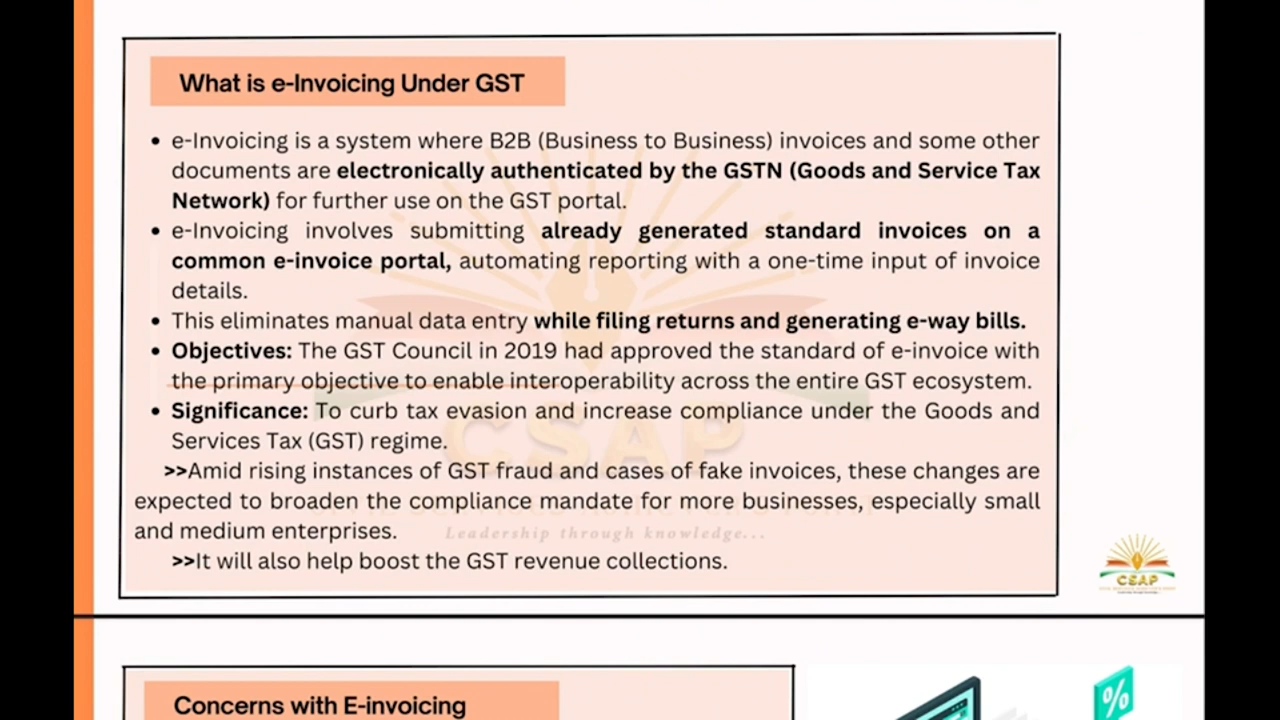 What is e-Invoicing Under GST
• e-Invoicing is a system where B2B (Business to Business) invoices and some other
documents are electronically authenticated by the GSTN (Goods and Service Tax
Network) for further use on the GST portal.
• e-Invoicing involves submitting already generated standard invoices on a
common e-invoice portal, automating reporting with a one-time input of invoice
details.
• This eliminates manual data entry while filing returns and generating e-way bills.
• Objectives: The GST Council in 2019 had approved the standard of e-invoice with
the primary objective to enable interoperability across the entire GST ecosystem.
• Significance: To curb tax evasion and increase compliance under the Goods and
Services Tax (GST) regime.
>>Amid rising instances of GST fraud and cases of fake invoices, these changes are
expected to broaden the compliance mandate for more businesses, especially small
and medium enterprises.
>>It will also help boost the GST revenue collections.
CSAP
Leadership through knowledge...
CSAP
Concerns with E-invoicing
%